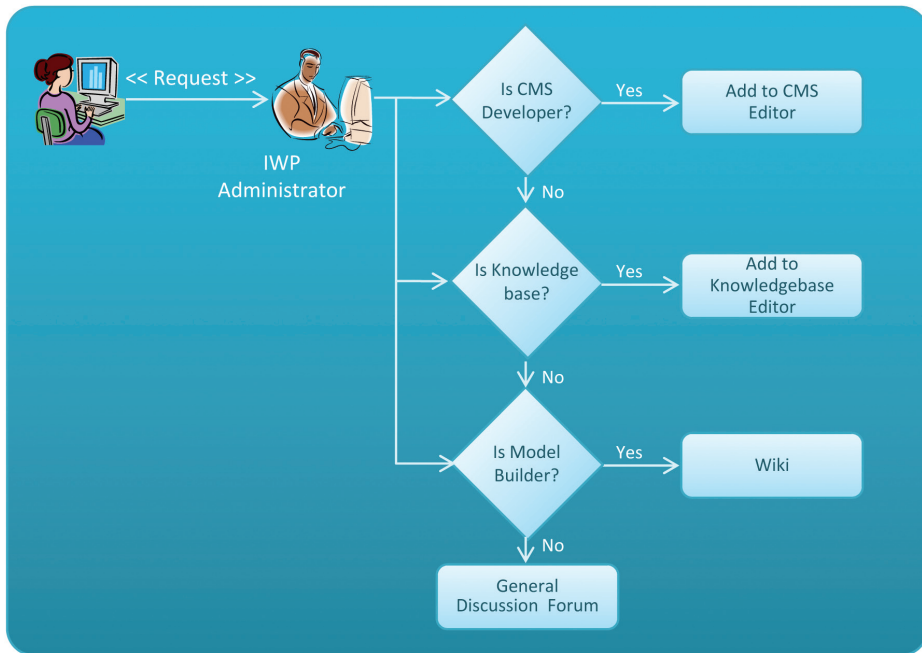 << Request >>
IWP
Administrator
Is CMS
Developer?
Yes
Add to CMS
Editor
No
Is Knowledge
base?
Yes
Add to
Knowledgebase
Editor
No
Is Model
Builder?
Yes
Wiki
No
General
Discussion Forum